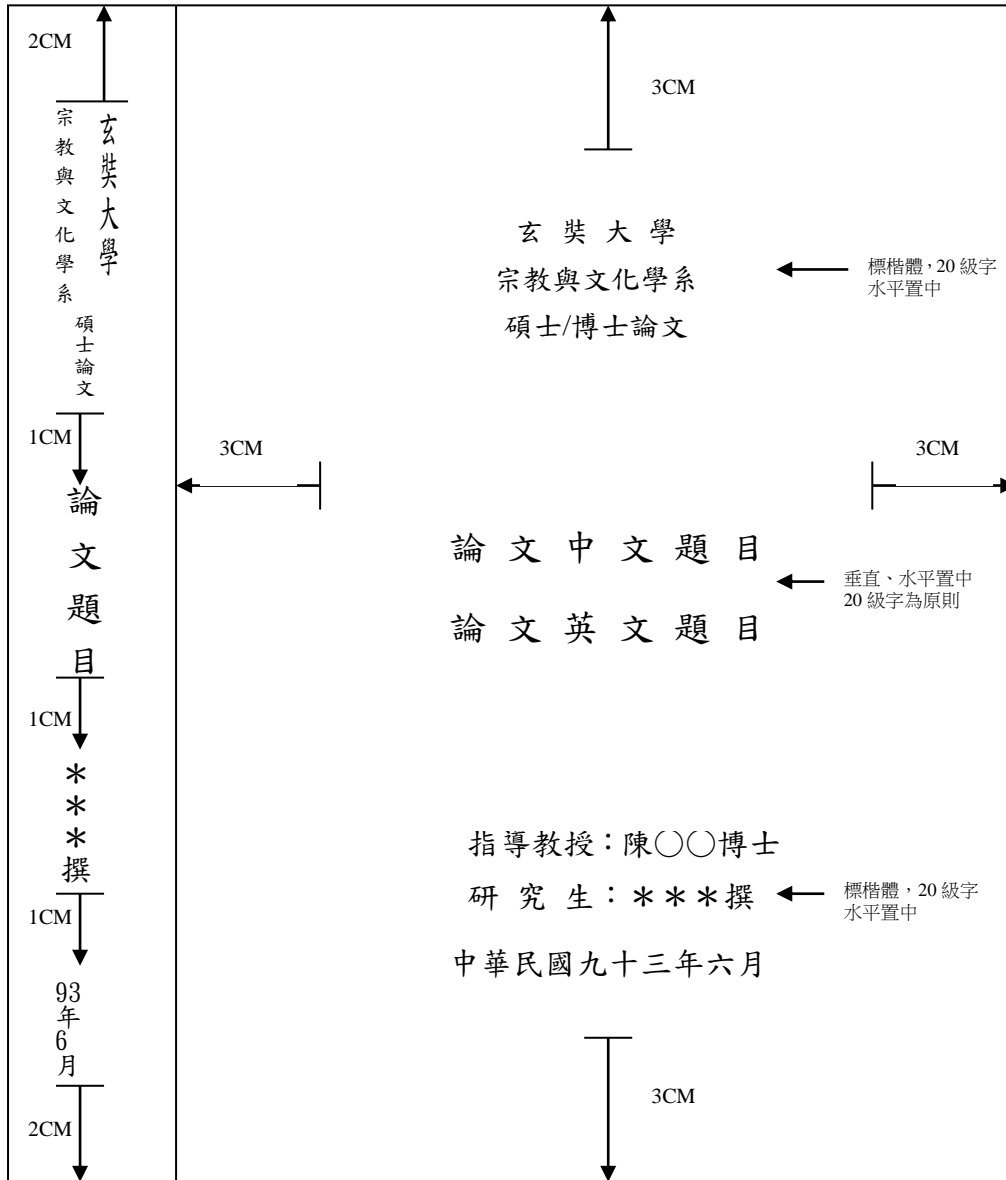 2CM
玄奘大學
宗教與文化學系
碩士論文
1CM
論文題目
1CM
＊＊＊撰
1CM
93年6月
2CM
3CM
玄 奘 大 學
宗教與文化學系
碩士/博士論文
標楷體，20 級字
水平置中
3CM
3CM
論 文 中 文 題 目
論 文 英 文 題 目
垂直、水平置中
20 級字為原則
指導教授：陳○○博士
研 究 生：＊＊＊撰
中華民國九十三年六月
標楷體，20 級字
水平置中
3CM